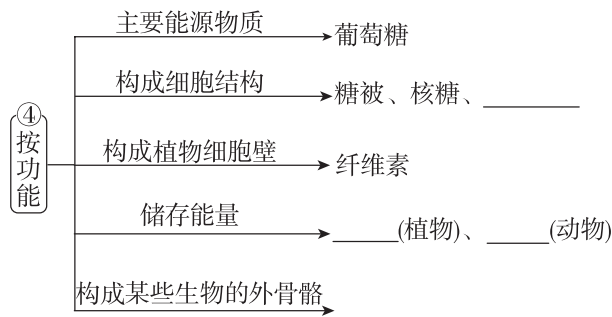 主要能源物质
葡萄糖
构成细胞结构
糖被、核糖、______
④
按功能
构成植物细胞壁
纤维素
储存能量
______(植物)、______(动物)
构成某些生物的外骨骼